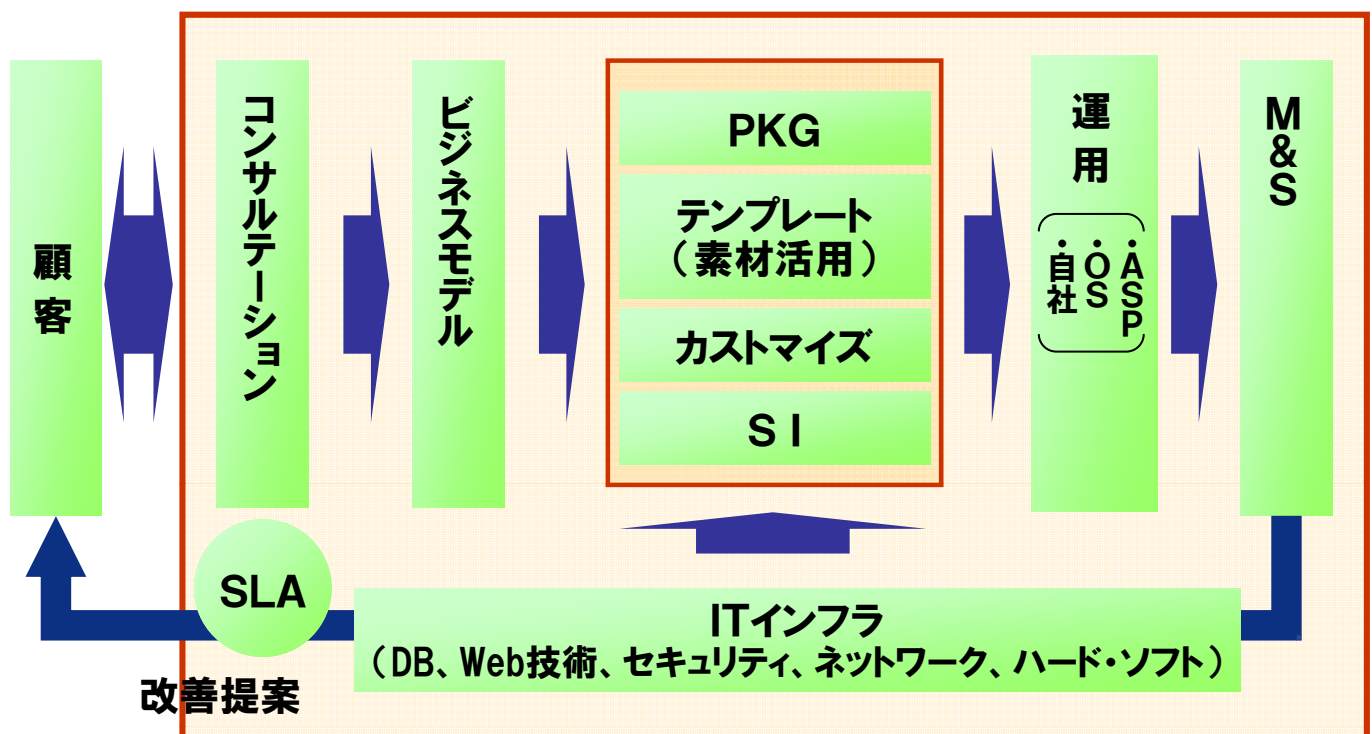 顧客
コンサルテーション
ビジネスモデル
PKG
テンプレート
（素材活用）
カストマイズ
ＳＩ
運用
・ASP
・OS
・自社
M&S
SLA
ITインフラ
（DB、Web技術、セキュリティ、ネットワーク、ハード・ソフト）
改善提案